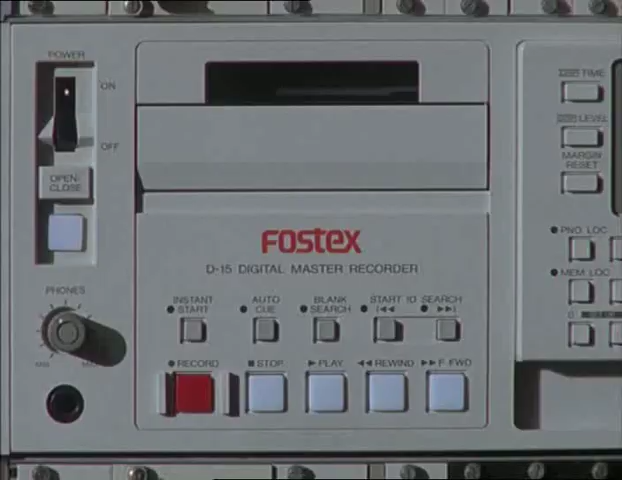 POWER
ON
OFF
OPEN/
CLOSE
PHONES
FOSTEX
D-15 DIGITAL MASTER RECORDER
INSTANT
START
AUTO
CUE
BLANK
SEARCH
START ID SEARCH
◀◀
▶▶
RECORD
STOP
PLAY
REWIND
F FWD
TIME
LEVEL
MARGIN
RESET
PNO LOC
MEM LOC
0